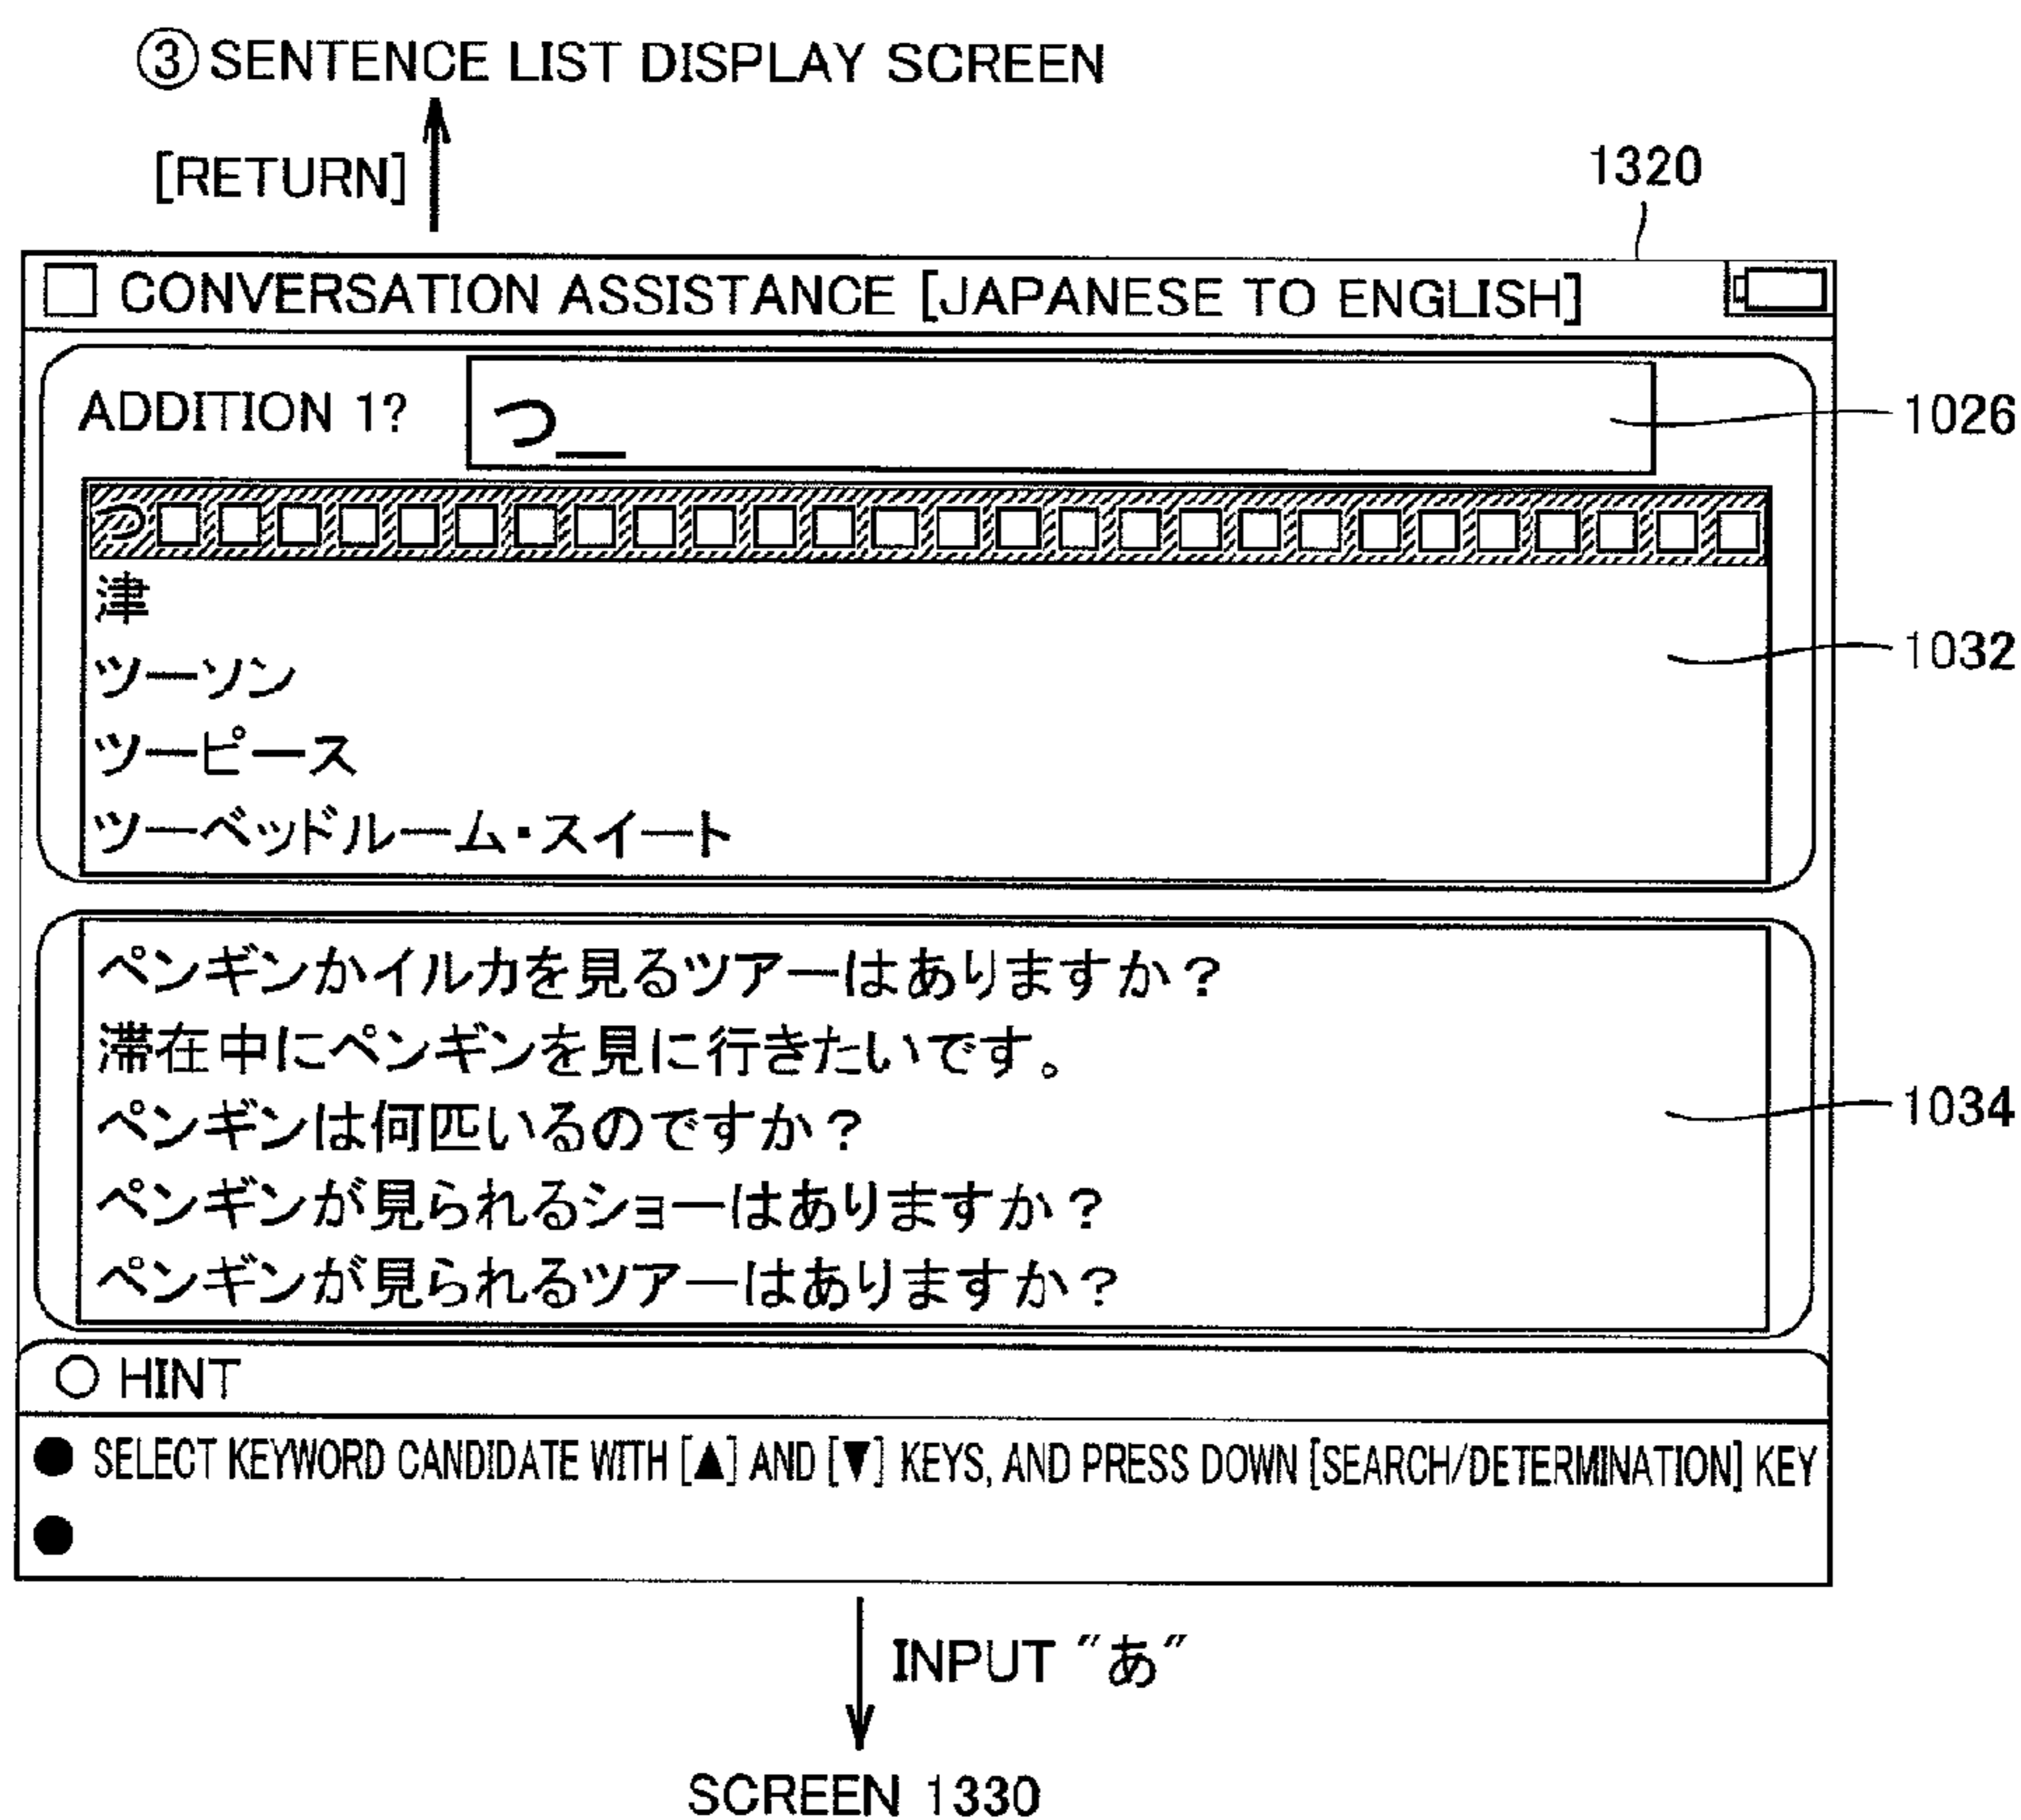 ③ SENTENCE LIST DISPLAY SCREEN
[RETURN]
1320
CONVERSATION ASSISTANCE [JAPANESE TO ENGLISH]
ADDITION 1? つ_
1026
つ□□□□□□□□□□□□□□□□□□□□□□□□□□□
津
ツーソン
1032
ツーピース
ツーベッドルーム・スイート
ペンギンかイルカを見るツアーはありますか?
滞在中にペンギンを見に行きたいです。
ペンギンは何匹いるのですか?
1034
ペンギンが見られるショーはありますか?
ペンギンが見られるツアーはありますか?
○ HINT
● SELECT KEYWORD CANDIDATE WITH [▲] AND [▼] KEYS, AND PRESS DOWN [SEARCH/DETERMINATION] KEY
●
INPUT "あ"
SCREEN 1330